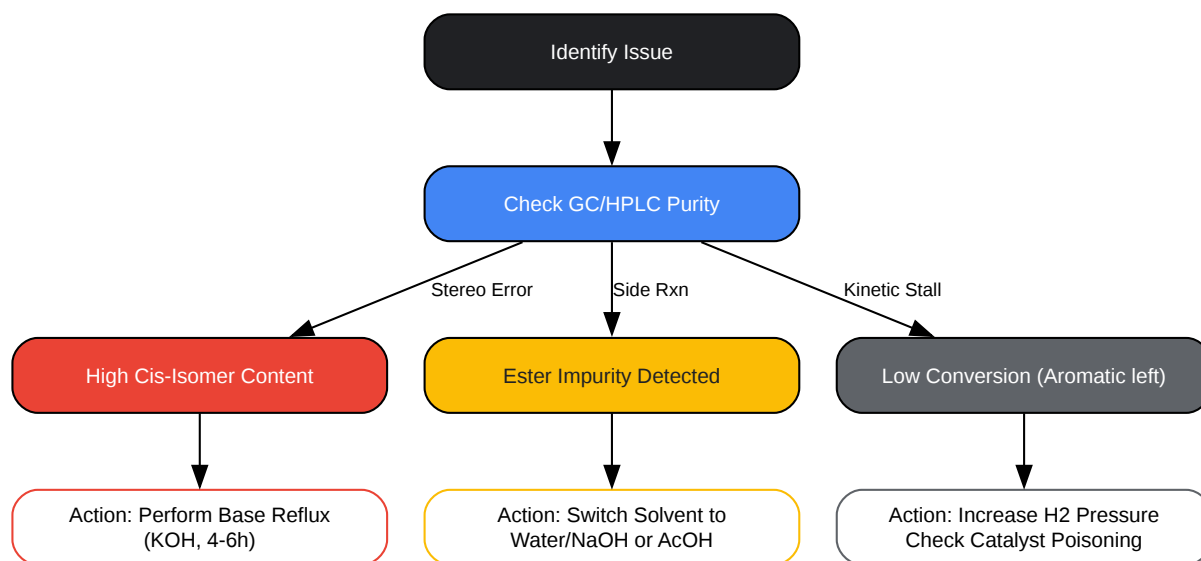 Identify Issue
Check GC/HPLC Purity
Stereo Error
Side Rxn
Kinetic Stall
High Cis-Isomer Content
Ester Impurity Detected
Low Conversion (Aromatic left)
Action: Perform Base Reflux
(KOH, 4-6h)
Action: Switch Solvent to
Water/NaOH or AcOH
Action: Increase H2 Pressure
Check Catalyst Poisoning